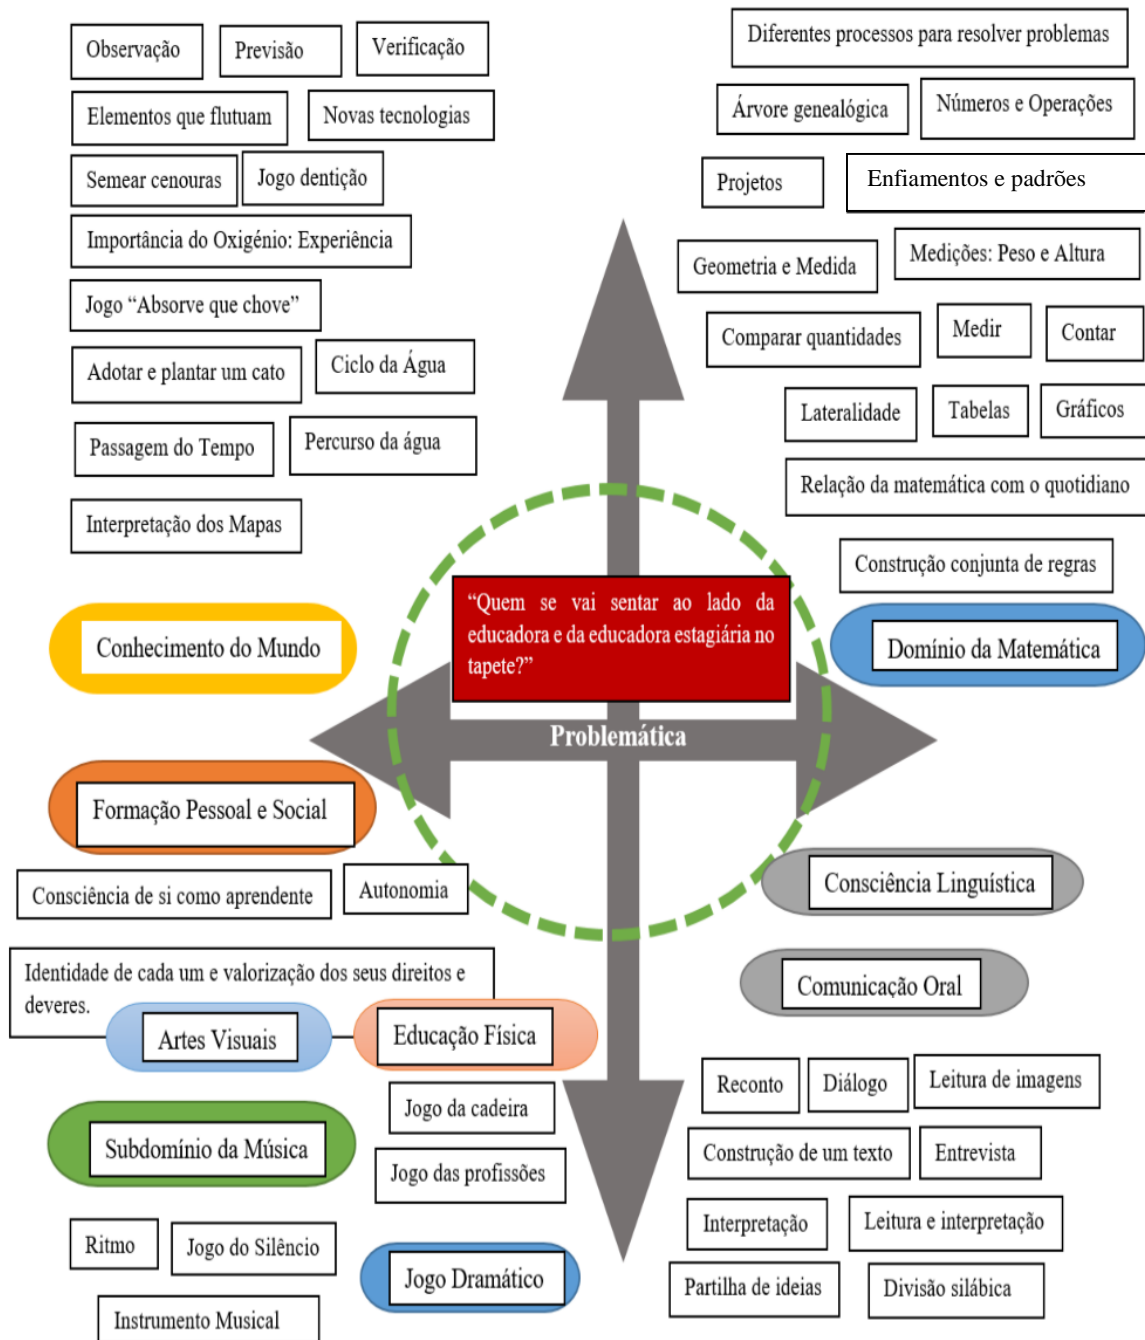 Observação
Previsão
Verificação
Elementos que flutuam
Novas tecnologias
Semear cenouras
Jogo dentição
Importância do Oxigénio: Experiência
Jogo “Absorve que chove”
Adotar e plantar um cato
Ciclo da Água
Passagem do Tempo
Percurso da água
Interpretação dos Mapas
Conhecimento do Mundo
Diferentes processos para resolver problemas
Árvore genealógica
Números e Operações
Projetos
Enfiamentos e padrões
Geometria e Medida
Medições: Peso e Altura
Comparar quantidades
Medir
Contar
Lateralidade
Tabelas
Gráficos
Relação da matemática com o quotidiano
Construção conjunta de regras
Domínio da Matemática
“Quem se vai sentar ao lado da
educadora e da educadora estagiária no
tapete?”
Problemática
Formação Pessoal e Social
Consciência de si como aprendente
Autonomia
Identidade de cada um e valorização dos seus direitos e
deveres.
Artes Visuais
Educação Física
Jogo da cadeira
Jogo das profissões
Subdomínio da Música
Ritmo
Jogo do Silêncio
Instrumento Musical
Jogo Dramático
Consciência Linguística
Comunicação Oral
Reconto
Diálogo
Leitura de imagens
Construção de um texto
Entrevista
Interpretação
Leitura e interpretação
Partilha de ideias
Divisão silábica